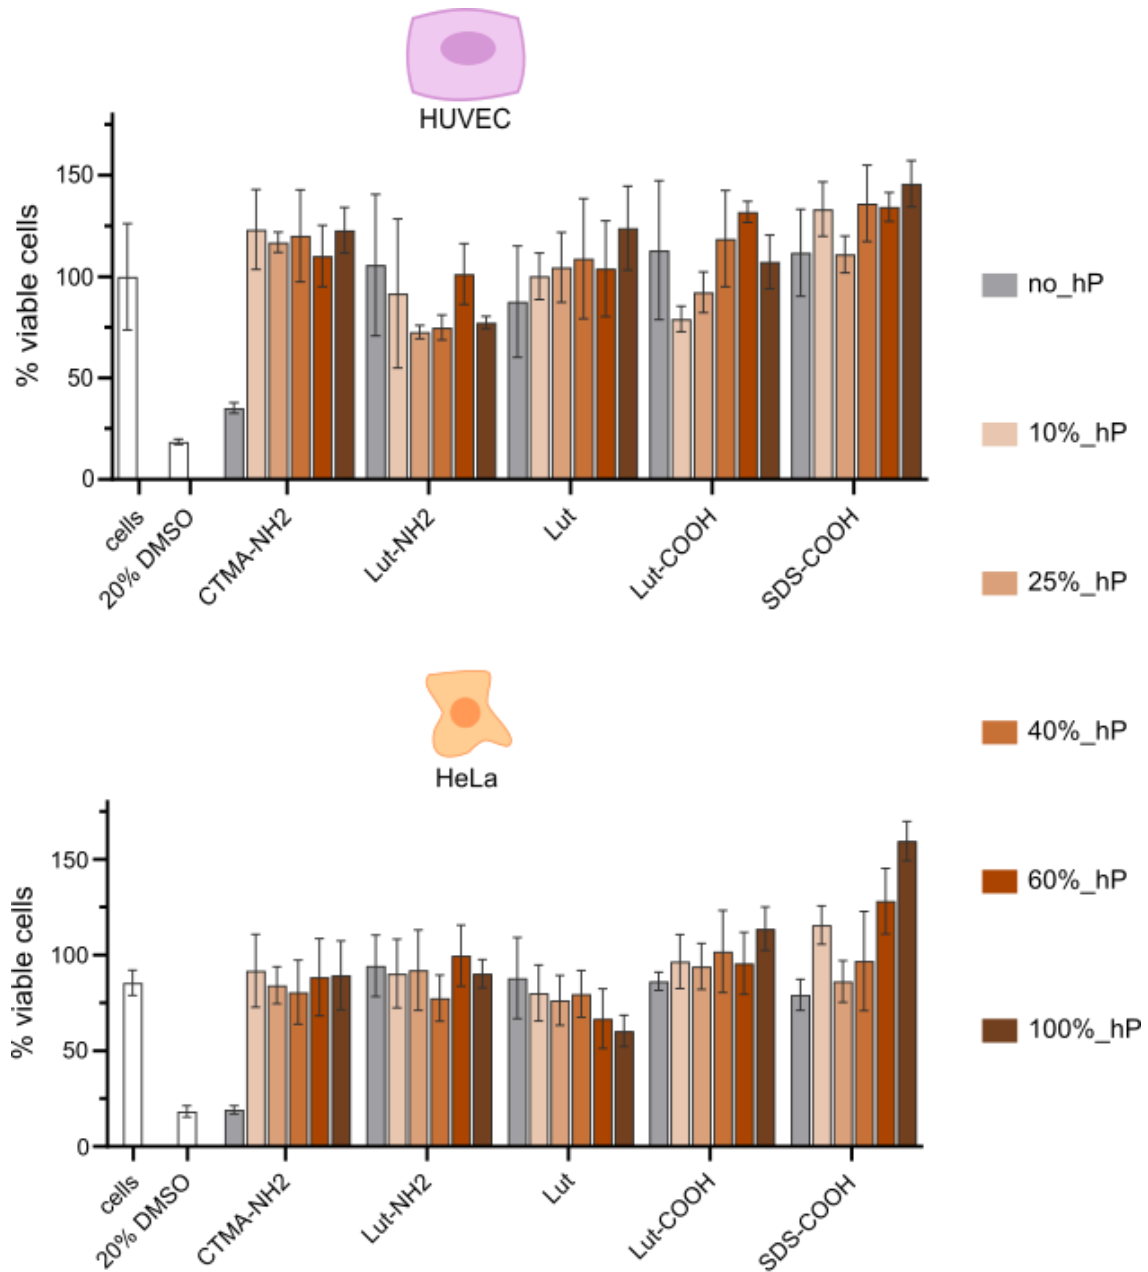 HUVEC
% viable cells
150
100
50
0
cells
20% DMSO
CTMA-NH2
Lut-NH2
Lut
Lut-COOH
SDS-COOH
no_hP
10%_hP
25%_hP
40%_hP
60%_hP
100%_hP
HeLa
% viable cells
150
100
50
0
cells
20% DMSO
CTMA-NH2
Lut-NH2
Lut
Lut-COOH
SDS-COOH